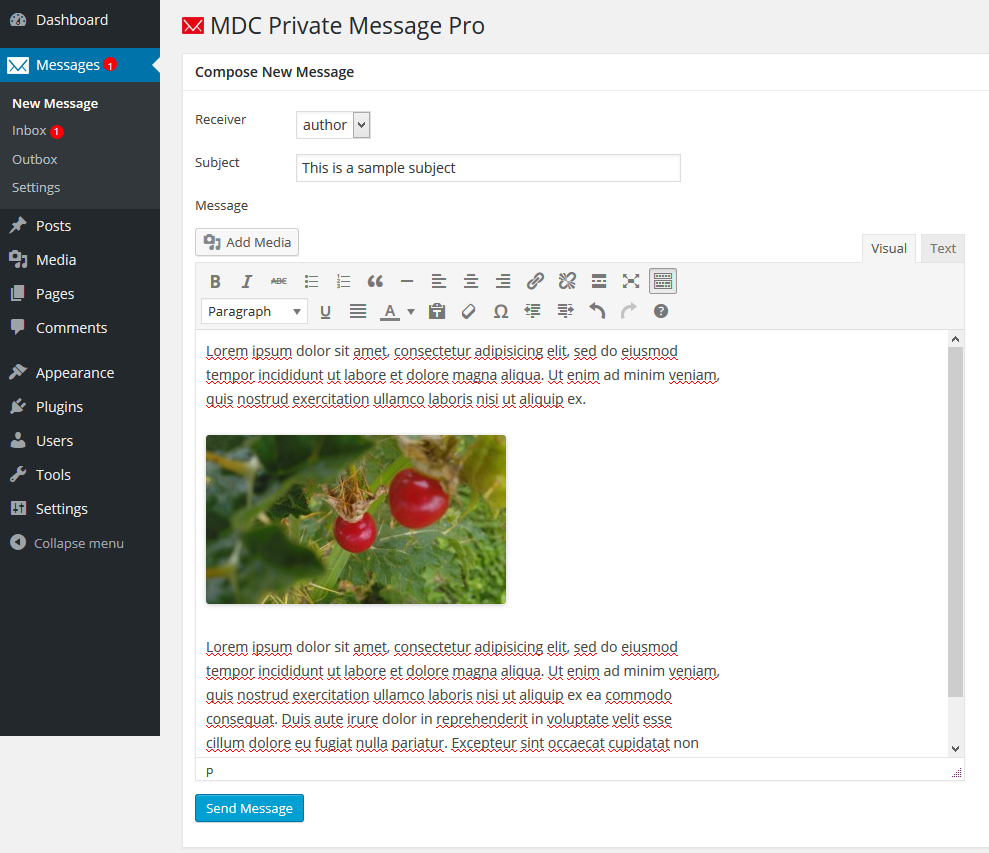 Dashboard
Messages 1
New Message
Inbox 1
Outbox
Settings
Posts
Media
Pages
Comments
Appearance
Plugins
Users
Tools
Settings
Collapse menu
MDC Private Message Pro
Compose New Message
Receiver author
Subject This is a sample subject
Message
Add Media
Visual Text
B I ABC
Paragraph U A T Ω ?
Lorem ipsum dolor sit amet, consectetur adipisicing elit, sed do eiusmod
tempor incididunt ut labore et dolore magna aliqua. Ut enim ad minim veniam,
quis nostrud exercitation ullamco laboris nisi ut aliquip ex.
Lorem ipsum dolor sit amet, consectetur adipisicing elit, sed do eiusmod
tempor incididunt ut labore et dolore magna aliqua. Ut enim ad minim veniam,
quis nostrud exercitation ullamco laboris nisi ut aliquip ex ea commodo
consequat. Duis aute irure dolor in reprehenderit in voluptate velit esse
cillum dolore eu fugiat nulla pariatur. Excepteur sint occaecat cupidatat non
p
Send Message